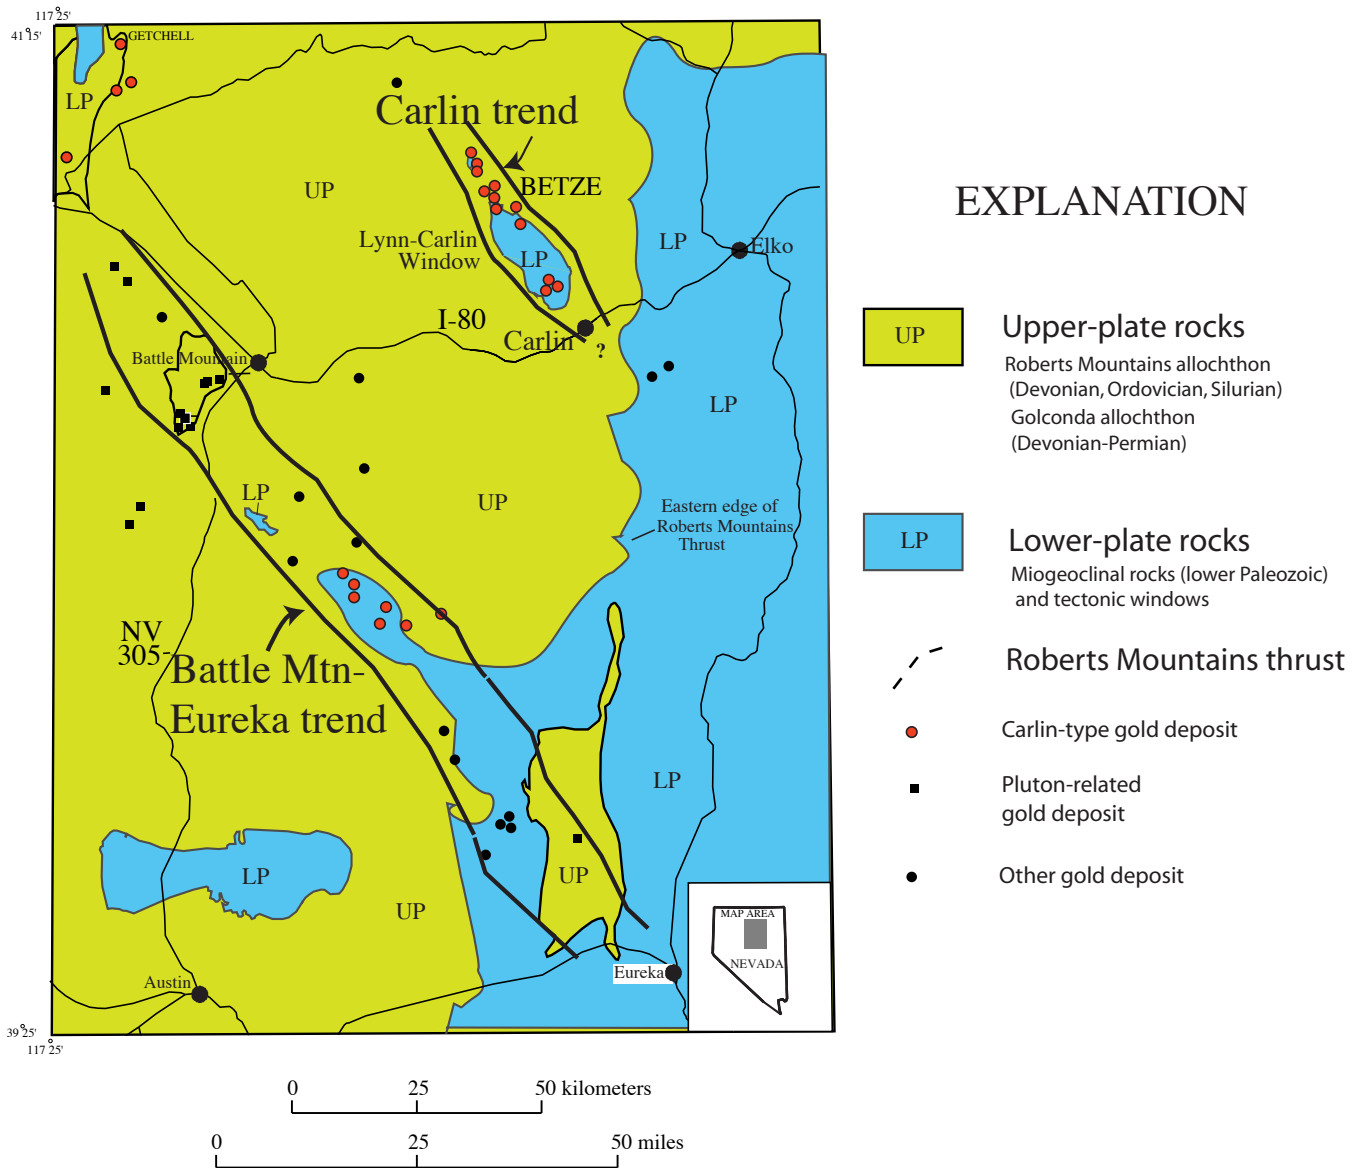 117°25'
41°15'
GETCHELL
LP
Carlin trend
UP
BETZE
EXPLANATION
Lynn-Carlin
Window
LP
LP
Elko
I-80
Carlin
?
Battle Mountain
LP
UP
Upper-plate rocks
Roberts Mountains allochthon
(Devonian, Ordovician, Silurian)
Golconda allochthon
(Devonian-Permian)
LP
UP
Eastern edge of
Roberts Mountains
Thrust
LP
Lower-plate rocks
Miogeoclinal rocks (lower Paleozoic)
and tectonic windows
NV
305
Battle Mtn-
Eureka trend
Roberts Mountains thrust
Carlin-type gold deposit
LP
Pluton-related
gold deposit
Other gold deposit
LP
UP
UP
MAP AREA
NEVADA
Austin
Eureka
39°25'
117°25'
0 25 50 kilometers
0 25 50 miles